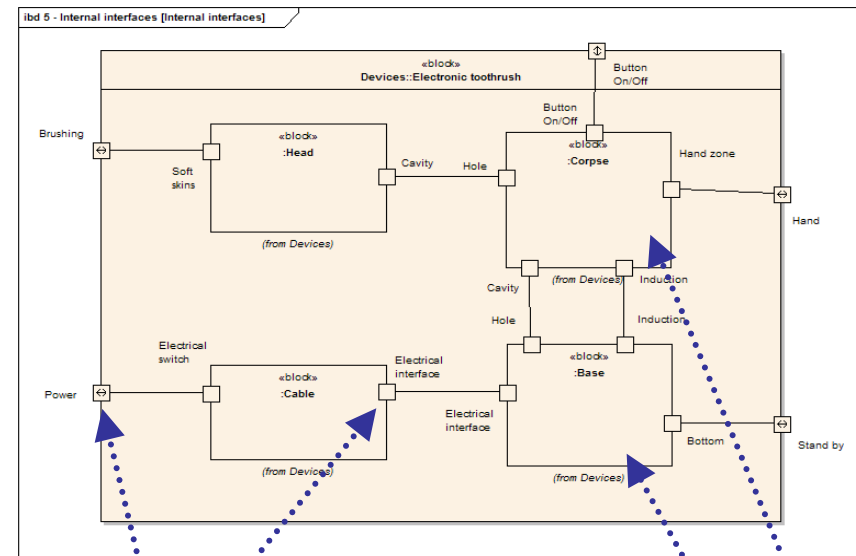 ibd 5 - Internal interfaces [Internal interfaces]
«block»
Devices::Electronic toothrush
Button
On/Off
Button
On/Off
Brushing
«block»
:Head
Soft
skins
Cavity
Hole
«block»
:Corpse
Hand zone
Hand
(from Devices)
(from Devices)
Induction
Cavity
Hole
Induction
Electrical
switch
Power
«block»
:Cable
Electrical
interface
Electrical
interface
«block»
:Base
Bottom
Stand by
(from Devices)
(from Devices)